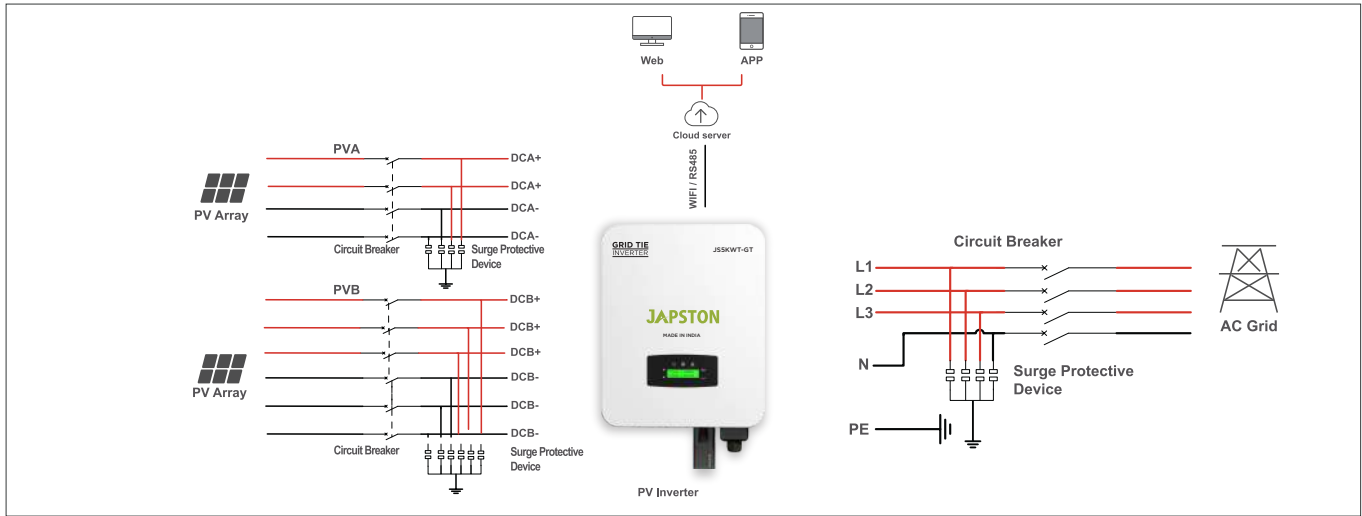 Web
APP
Cloud server
WIFI / RS485
PVA
DCA+
DCA+
DCA-
DCA-
PV Array
Circuit Breaker
Surge Protective
Device
PVB
DCB+
DCB+
DCB+
DCB-
DCB-
DCB-
PV Array
Circuit Breaker
Surge Protective
Device
GRID TIE
INVERTER
JS5KWT-GT
JAPSTON
MADE IN INDIA
PV Inverter
Circuit Breaker
L1
L2
L3
N
PE
Surge Protective
Device
AC Grid